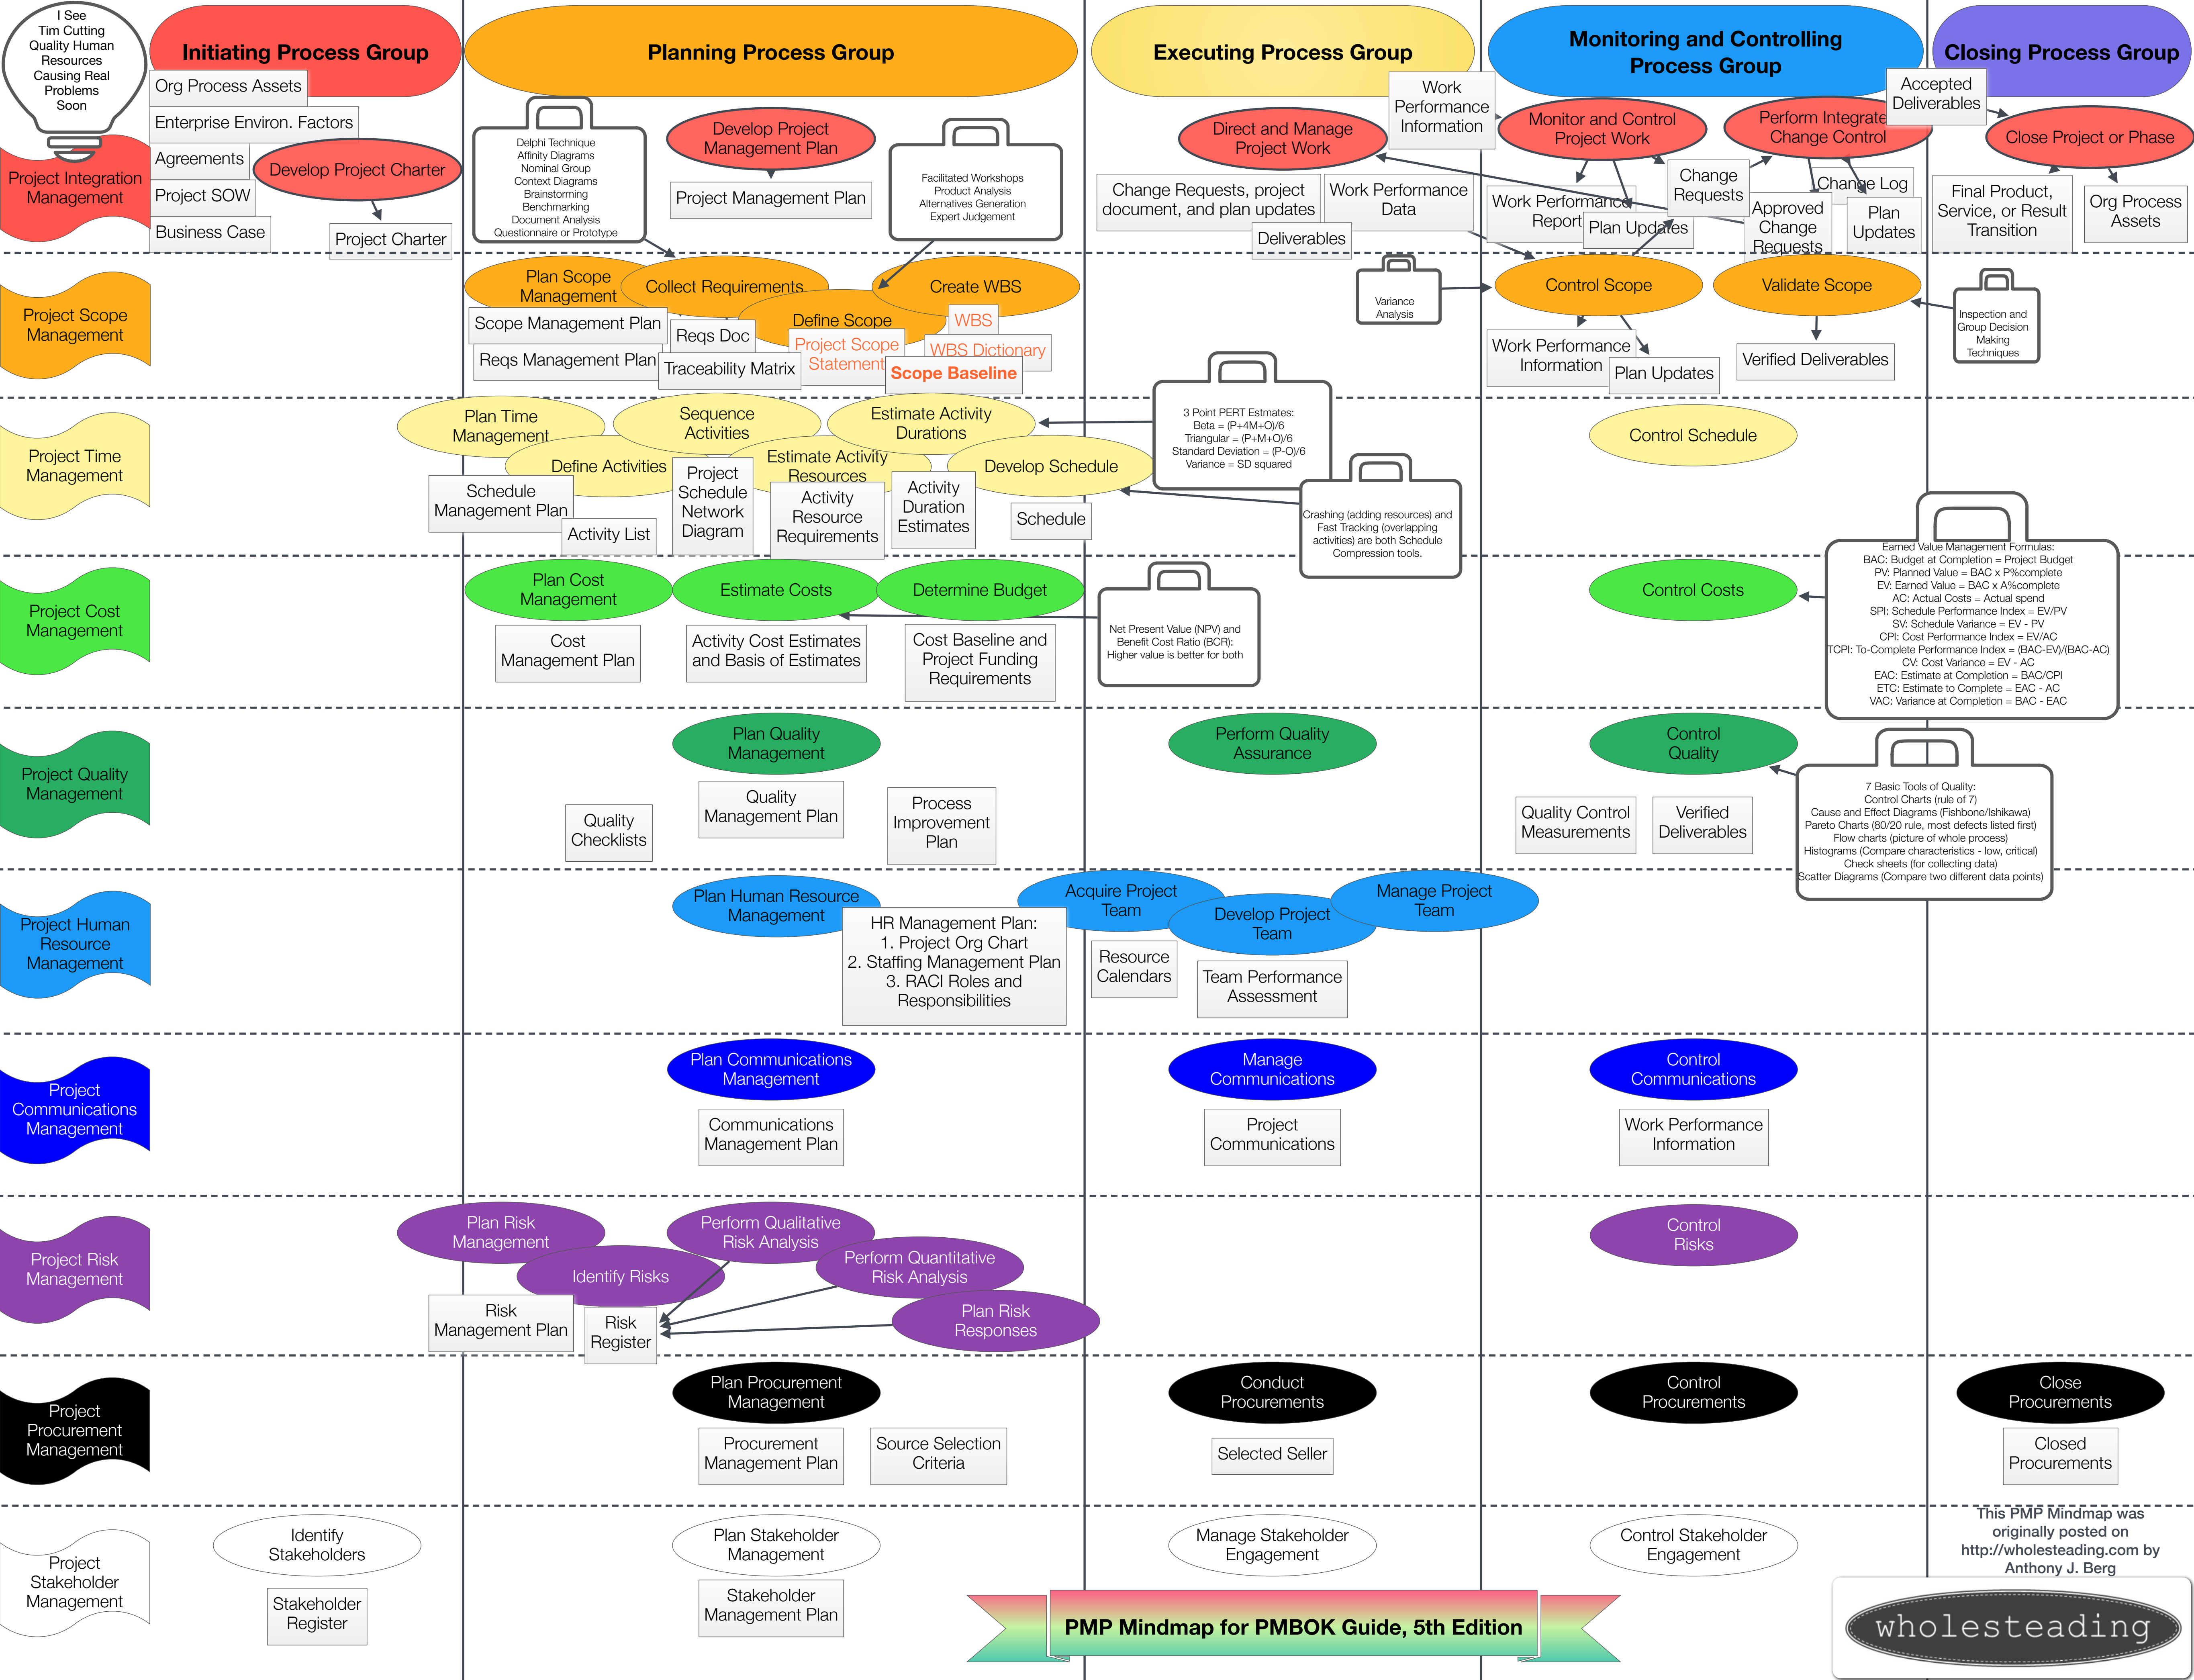 I See
Tim Cutting
Quality Human
Resources
Causing Real
Problems
Soon
Initiating Process Group
Planning Process Group
Executing Process Group
Monitoring and Controlling
Process Group
Closing Process Group
Project Integration
Management
Org Process Assets
Enterprise Environ. Factors
Agreements
Project SOW
Business Case
Develop Project Charter
Project Charter
Delphi Technique
Affinity Diagrams
Nominal Group
Context Diagrams
Brainstorming
Benchmarking
Document Analysis
Questionaire or Prototype
Develop Project
Management Plan
Project Management Plan
Facilitated Workshops
Product Analysis
Alternatives Generation
Expert Judgement
Direct and Manage
Project Work
Change Requests, project
document, and plan updates
Work Performance
Data
Deliverables
Work
Performance
Information
Monitor and Control
Project Work
Work Performance
Report
Plan Updates
Change
Requests
Perform Integrate
Change Control
Approved
Change
Requests
Change Log
Plan
Updates
Accepted
Deliverables
Close Project or Phase
Final Product,
Service, or Result
Transition
Org Process
Assets
Project Scope
Management
Plan Scope
Management
Scope Management Plan
Reqs Management Plan
Collect Requirements
Reqs Doc
Traceability Matrix
Define Scope
Project Scope
Statement
Create WBS
WBS
WBS Dictionary
Scope Baseline
Variance
Analysis
Control Scope
Work Performance
Information
Plan Updates
Validate Scope
Verified Deliverables
Inspection and
Group Decision
Making
Techniques
Project Time
Management
Plan Time
Management
Schedule
Management Plan
Define Activities
Activity List
Sequence
Activities
Project
Schedule
Network
Diagram
Estimate Activity
Resources
Activity
Resource
Requirements
Estimate Activity
Durations
Activity
Duration
Estimates
Develop Schedule
Schedule
3 Point PERT Estmates:
Beta = (P+4M+O)/6
Triangular = (P+M+O)/6
Standard Deviation = (P-O)/6
Variance = SD squared
Crashing (adding resources) and
Fast Tracking (overlapping
activities) are both Schedule
Compression tools.
Control Schedule
Project Cost
Management
Plan Cost
Management
Cost
Management Plan
Estimate Costs
Activity Cost Estimates
and Basis of Estimates
Determine Budget
Cost Baseline and
Project Funding
Requirements
Net Present Value (NPV) and
Benefit Cost Ratio (BCR):
Higher value is better for both
Control Costs
Earned Value Management Formulas:
BAC: Budget at Completion = Project Budget
PV: Planned Value = BAC x P%complete
EV: Earned Value = BAC x A%complete
AC: Actual Costs = Actual spend
SPI: Schedule Performance Index = EV/PV
SV: Schedule Variance = EV - PV
CPI: Cost Performance Index = EV/AC
TCPI: To-Complete Performance Index = (BAC-EV)/(BAC-AC)
CV: Cost Variance = EV - AC
EAC: Estimate at Completion = BAC/CPI
ETC: Estimate to Complete = EAC - AC
VAC: Variance at Completion = BAC - EAC
Project Quality
Management
Plan Quality
Management
Quality
Checklists
Quality
Management Plan
Process
Improvement
Plan
Perform Quality
Assurance
Control
Quality
Quality Control
Measurements
Verified
Deliverables
7 Basic Tools of Quality:
Control Charts (rule of 7)
Cause and Effect Diagrams (Fishbone/Ishikawa)
Pareto Charts (80/20 rule, most defects listed first)
Flow charts (picture of whole process)
Histograms (Compare characteristics - low, critical)
Check sheets (for collecting data)
Scatter Diagrams (Compare two different data points)
Project Human
Resource
Management
Plan Human Resource
Management
HR Management Plan:
1. Project Org Chart
2. Staffing Management Plan
3. RACI Roles and
Responsibilities
Acquire Project
Team
Resource
Calendars
Develop Project
Team
Team Performance
Assessment
Manage Project
Team
Project
Communications
Management
Plan Communications
Management
Communications
Management Plan
Manage
Communications
Project
Communications
Control
Communications
Work Performance
Information
Project Risk
Management
Plan Risk
Management
Risk
Management Plan
Identify Risks
Risk
Register
Perform Qualitative
Risk Analysis
Perform Quantitative
Risk Analysis
Plan Risk
Responses
Control
Risks
Project
Procurement
Management
Plan Procurement
Management
Procurement
Management Plan
Source Selection
Criteria
Conduct
Procurements
Selected Seller
Control
Procurements
Close
Procurements
Closed
Procurements
Project
Stakeholder
Management
Identify
Stakeholders
Stakeholder
Register
Plan Stakeholder
Management
Stakeholder
Management Plan
Manage Stakeholder
Engagement
Control Stakeholder
Engagement
This PMP Mindmap was
originally posted on
http://wholesteading.com by
Anthony J. Berg
PMP Mindmap for PMBOK Guide, 5th Edition
wholesteading